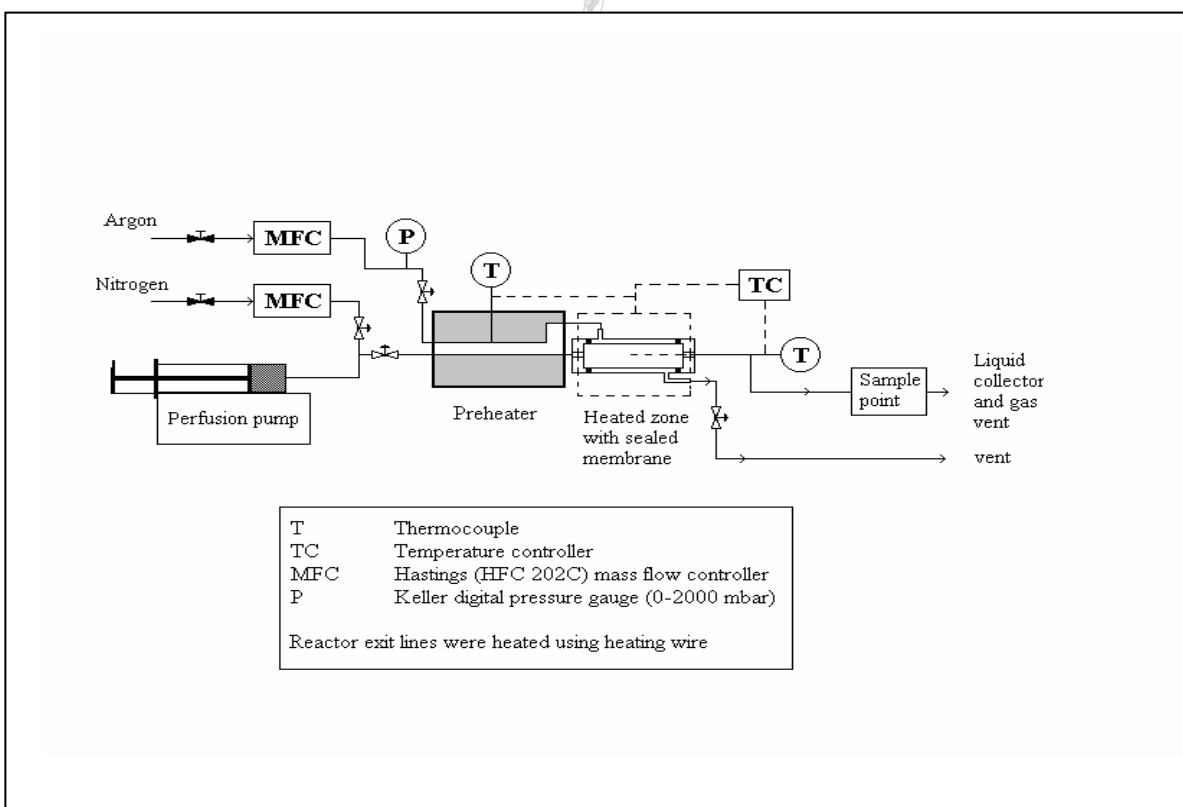 Argon
MFC
P
Nitrogen
MFC
T
TC
T
Perfusion pump
Preheater
Heated zone
with sealed
membrane
Sample
point
Liquid
collector
and gas
vent
vent
T Thermocouple
TC Temperature controller
MFC Hastings (HFC 202C) mass flow controller
P Keller digital pressure gauge (0-2000 mbar)
Reactor exit lines were heated using heating wire